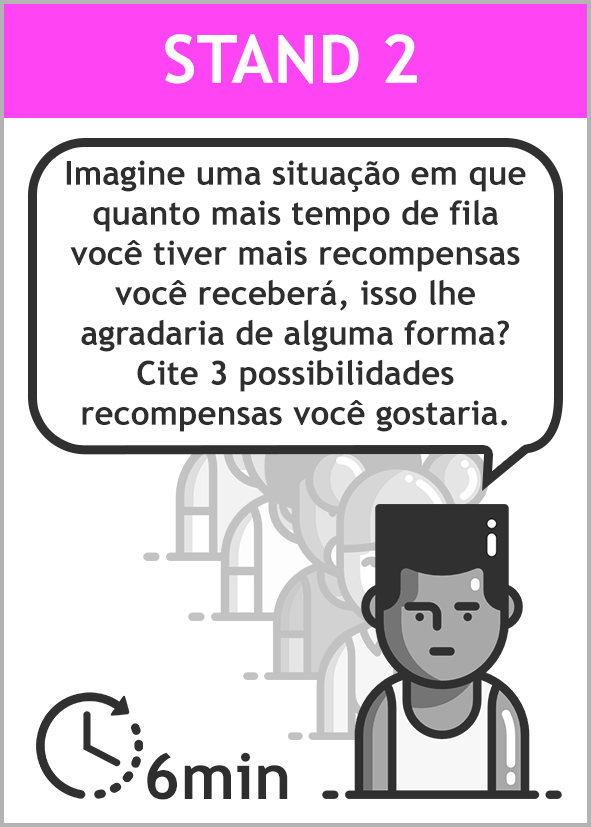 STAND 2
Imagine uma situação em que
quanto mais tempo de fila
você tiver mais recompensas
você receberá, isso lhe
agradaria de alguma forma?
Cite 3 possibilidades
recompensas você gostaria.
6min